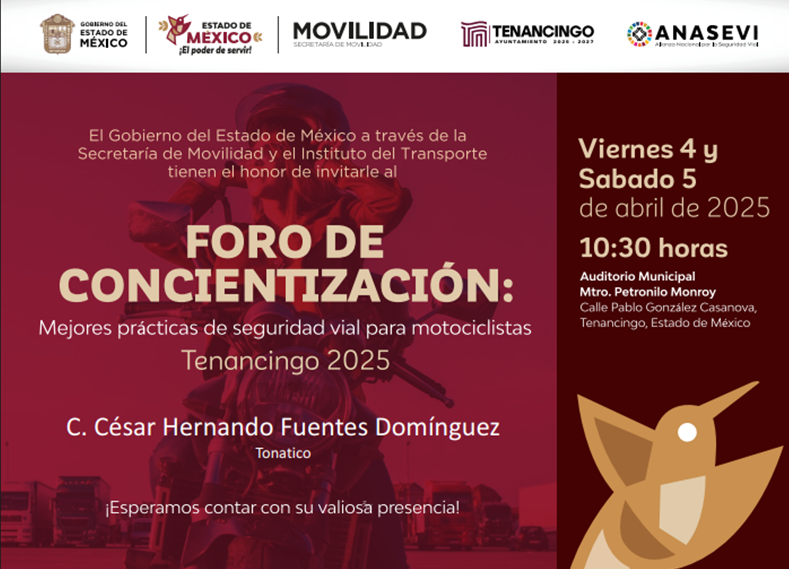 GOBIERNO DEL
ESTADO DE
MÉXICO
ESTADO DE
MÉXICO
¡El poder de servir!
MOVILIDAD
SECRETARÍA DE MOVILIDAD
TENANCINGO
AYUNTAMIENTO 2025 - 2027
ANASEVI
Alianza Nacional por la Seguridad Vial
El Gobierno del Estado de México a través de la
Secretaría de Movilidad y el Instituto del Transporte
tienen el honor de invitarle al
FORO DE
CONCIENTIZACIÓN:
Mejores prácticas de seguridad vial para motociclistas
Tenancingo 2025
C. César Hernando Fuentes Domínguez
Tonatico
¡Esperamos contar con su valiosa presencia!
Viernes 4 y
Sabado 5
de abril de 2025
10:30 horas
Auditorio Municipal
Mtro. Petronilo Monroy
Calle Pablo González Casanova,
Tenancingo, Estado de México